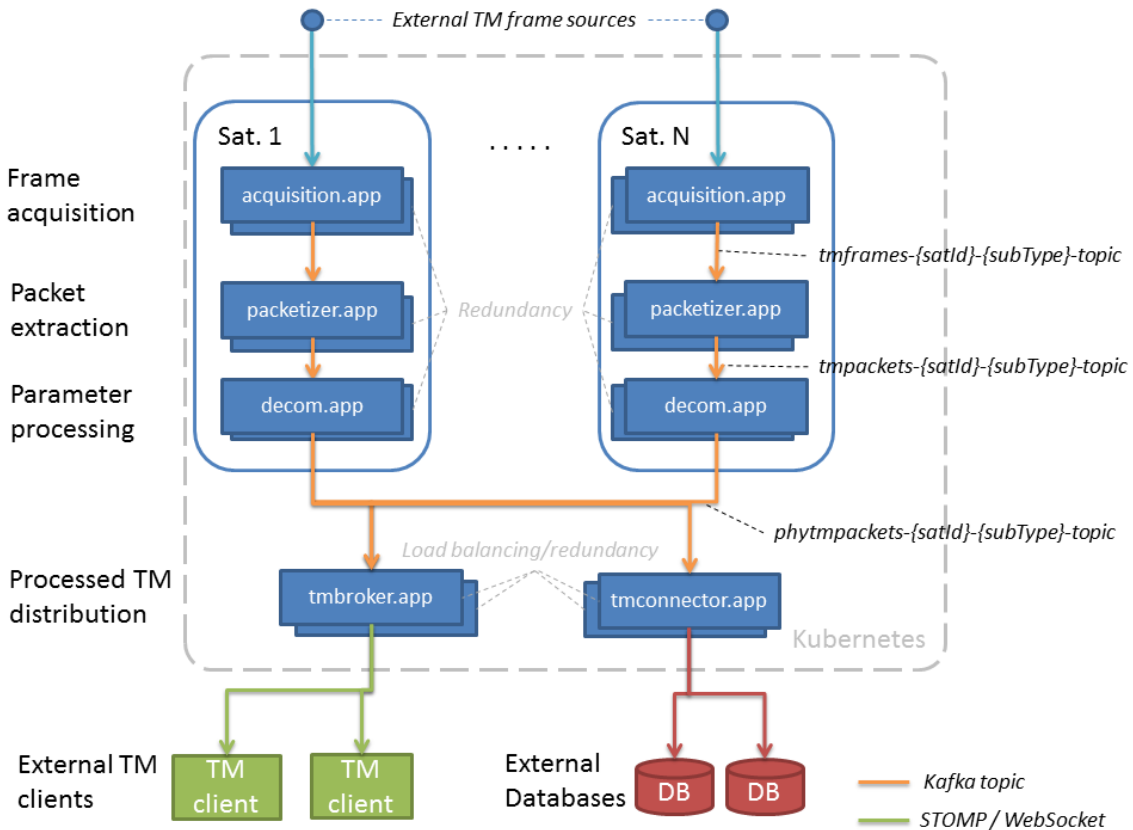 External TM frame sources
Sat. 1
. . . . .
Sat. N
Frame
acquisition
acquisition.app
acquisition.app
tmframes-{satId}-{subType}-topic
Packet
extraction
packetizer.app
Redundancy
packetizer.app
tmpackets-{satId}-{subType}-topic
Parameter
processing
decom.app
decom.app
phytmpackets-{satId}-{subType}-topic
Load balancing/redundancy
Processed TM
distribution
tmbroker.app
tmconnector.app
Kubernetes
External TM
clients
TM
client
TM
client
External
Databases
DB
DB
Kafka topic
STOMP / WebSocket